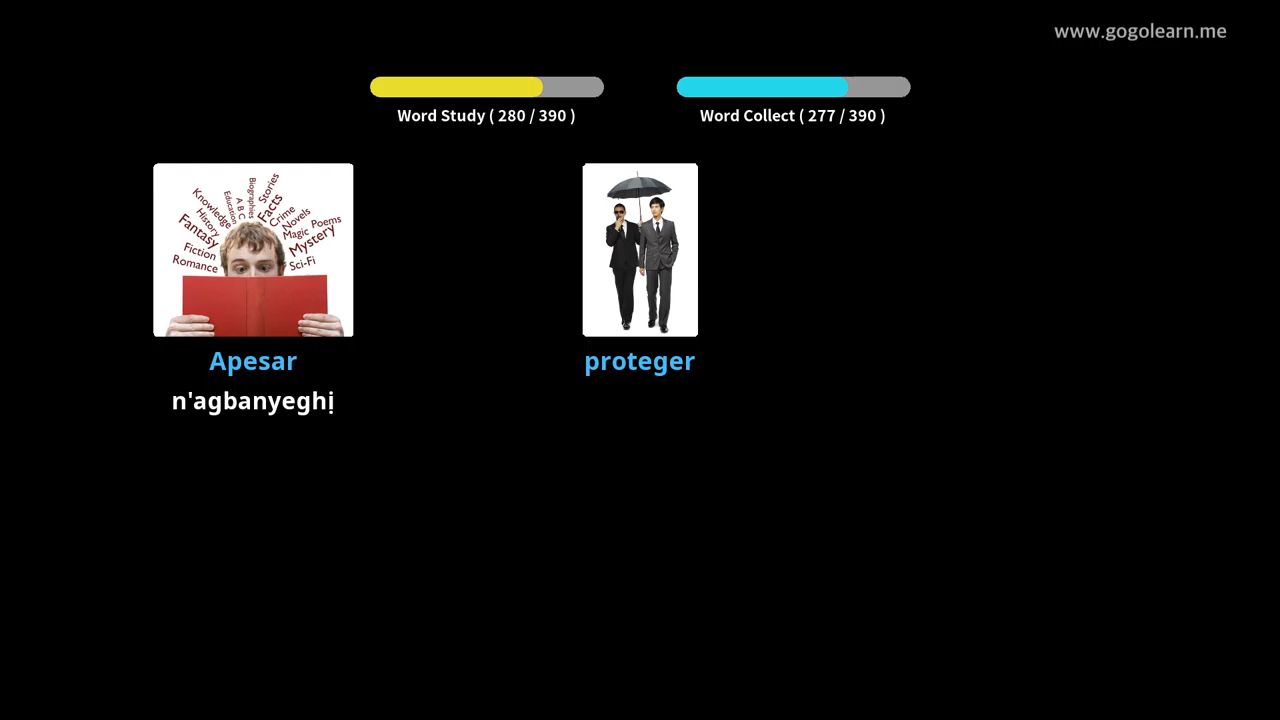 www.gogolearn.me
Word Study ( 280 / 390 )
Word Collect ( 277 / 390 )
Stories
Biographies
Facts
A B C
Education
Crime
Knowledge
Novels
History
Poems
Magic
Fantasy
Mystery
Fiction
Sci-Fi
Romance
Apesar
n'agbanyeghị
proteger